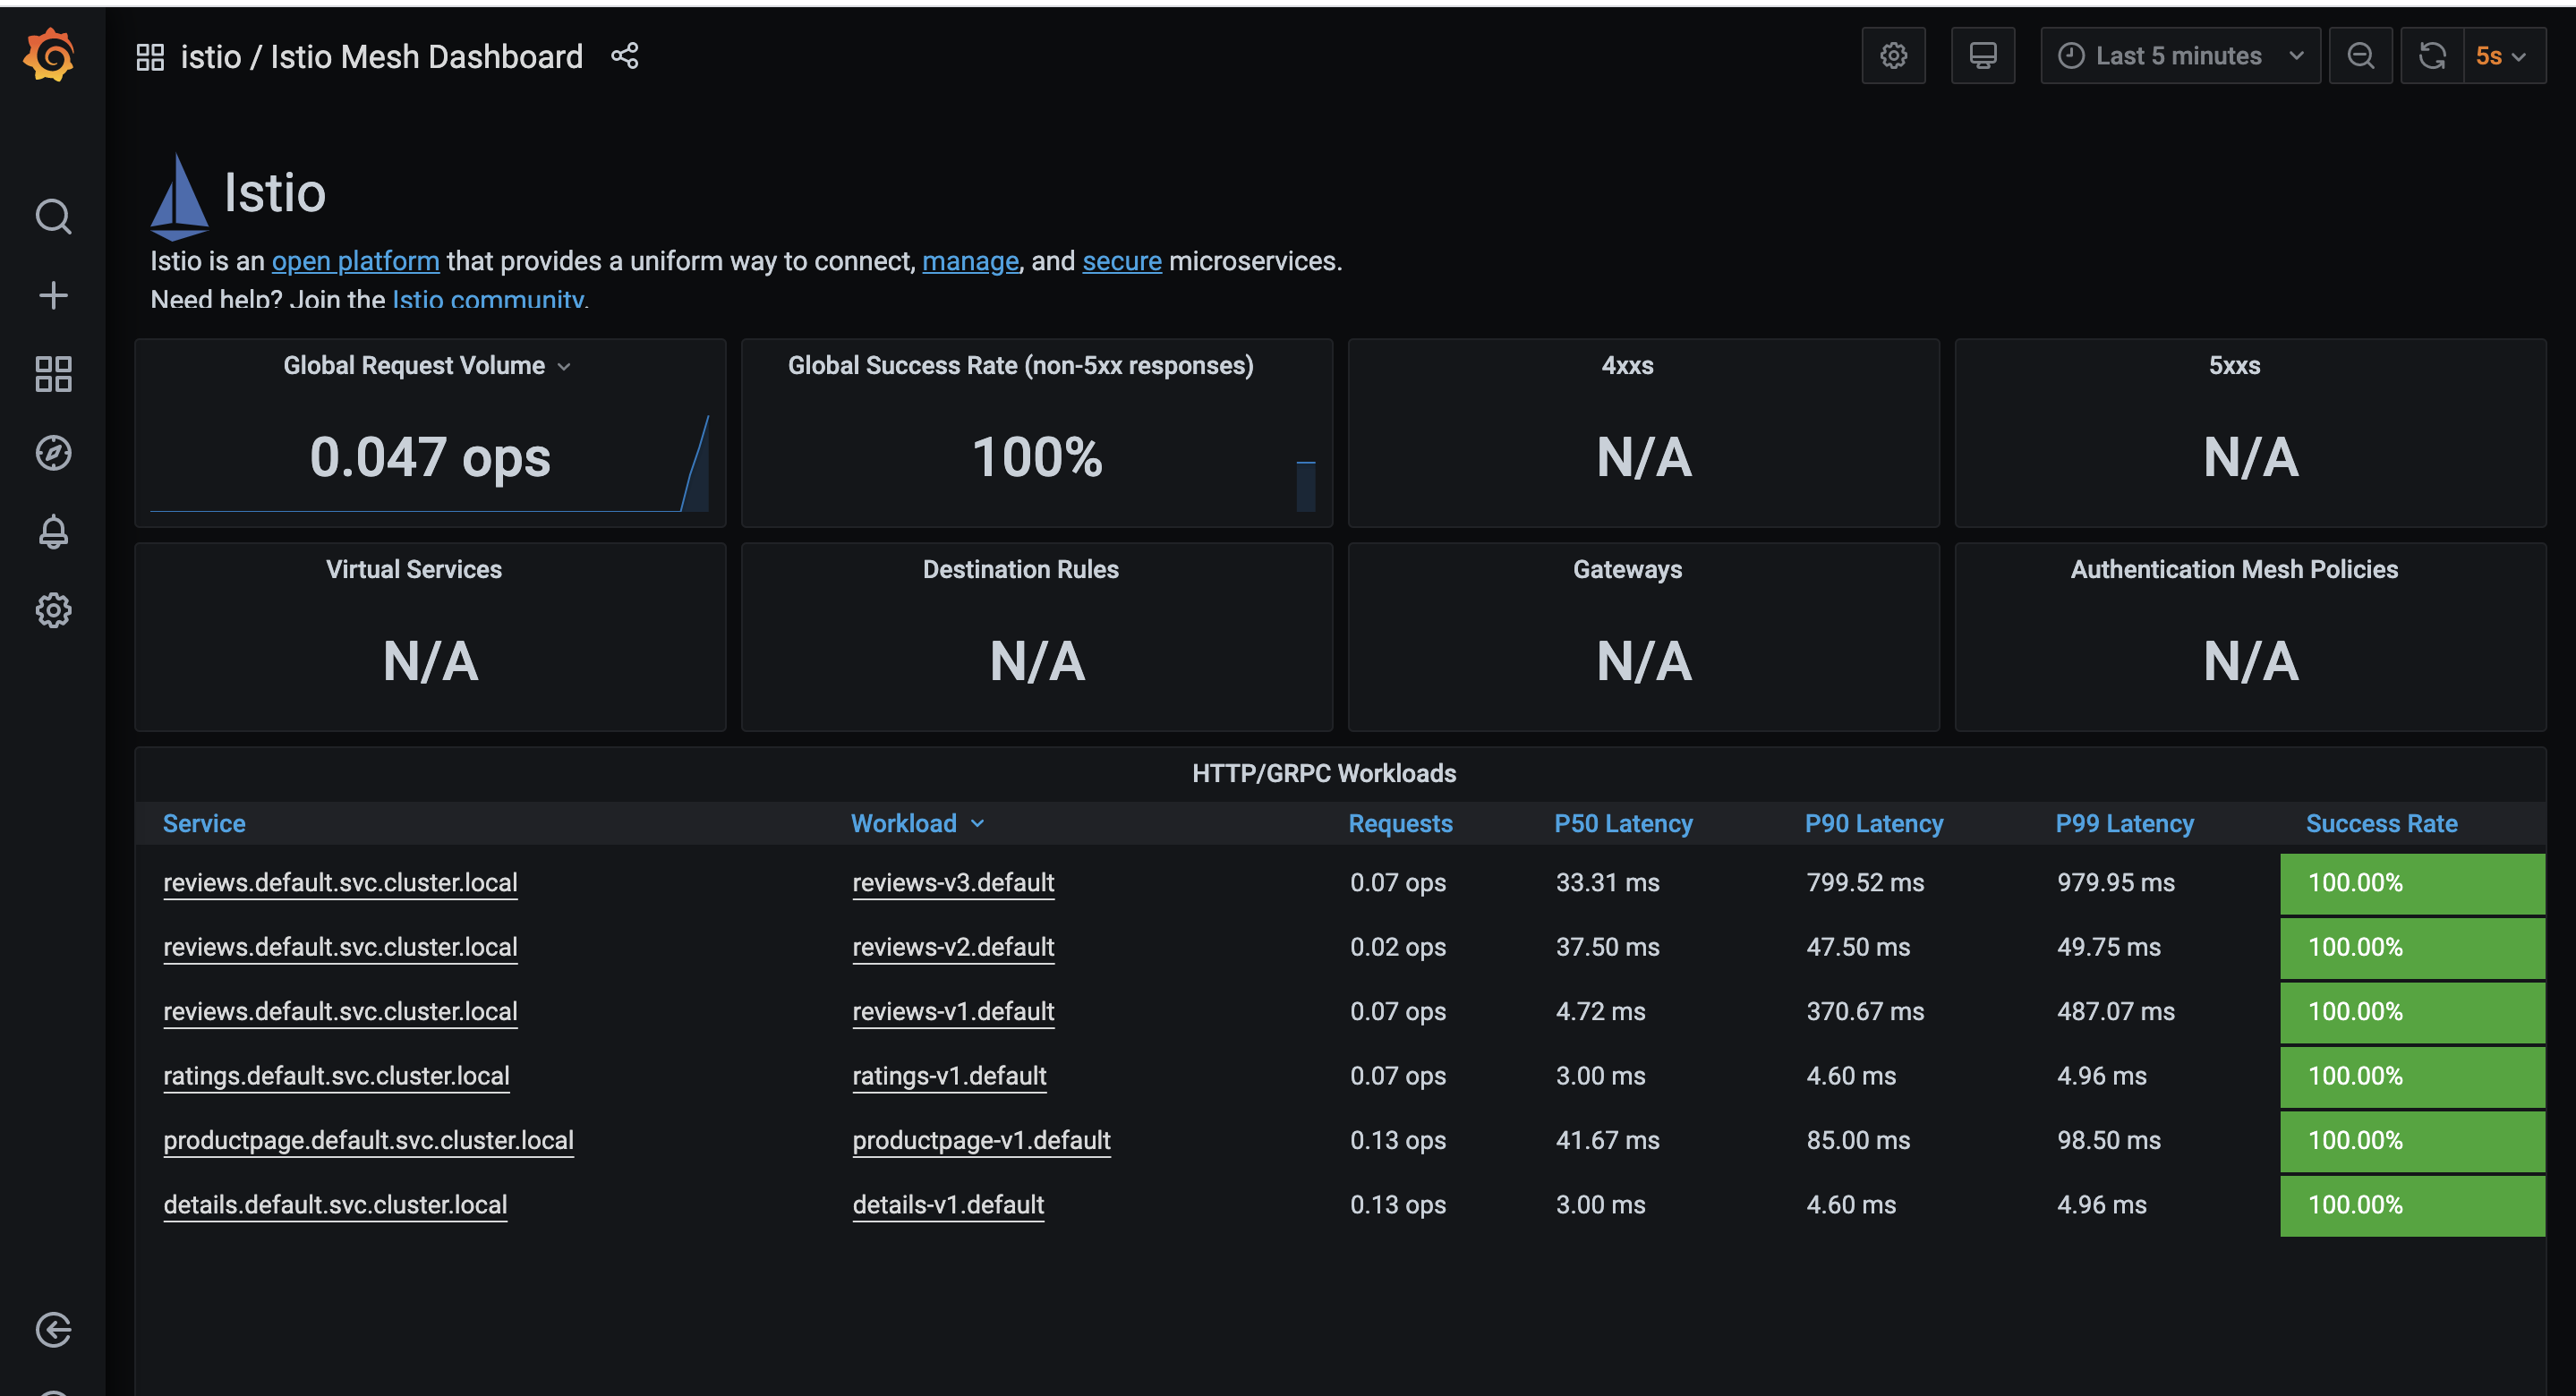 istio / Istio Mesh Dashboard
Last 5 minutes
5s
Istio
Istio is an open platform that provides a uniform way to connect, manage, and secure microservices.
Need help? Join the Istio community.
Global Request Volume
Global Success Rate (non-5xx responses)
4xxs
5xxs
0.047 ops
100%
N/A
N/A
Virtual Services
Destination Rules
Gateways
Authentication Mesh Policies
N/A
N/A
N/A
N/A
HTTP/GRPC Workloads
Service Workload Requests P50 Latency P90 Latency P99 Latency Success Rate
reviews.default.svc.cluster.local reviews-v3.default 0.07 ops 33.31 ms 799.52 ms 979.95 ms 100.00%
reviews.default.svc.cluster.local reviews-v2.default 0.02 ops 37.50 ms 47.50 ms 49.75 ms 100.00%
reviews.default.svc.cluster.local reviews-v1.default 0.07 ops 4.72 ms 370.67 ms 487.07 ms 100.00%
ratings.default.svc.cluster.local ratings-v1.default 0.07 ops 3.00 ms 4.60 ms 4.96 ms 100.00%
productpage.default.svc.cluster.local productpage-v1.default 0.13 ops 41.67 ms 85.00 ms 98.50 ms 100.00%
details.default.svc.cluster.local details-v1.default 0.13 ops 3.00 ms 4.60 ms 4.96 ms 100.00%